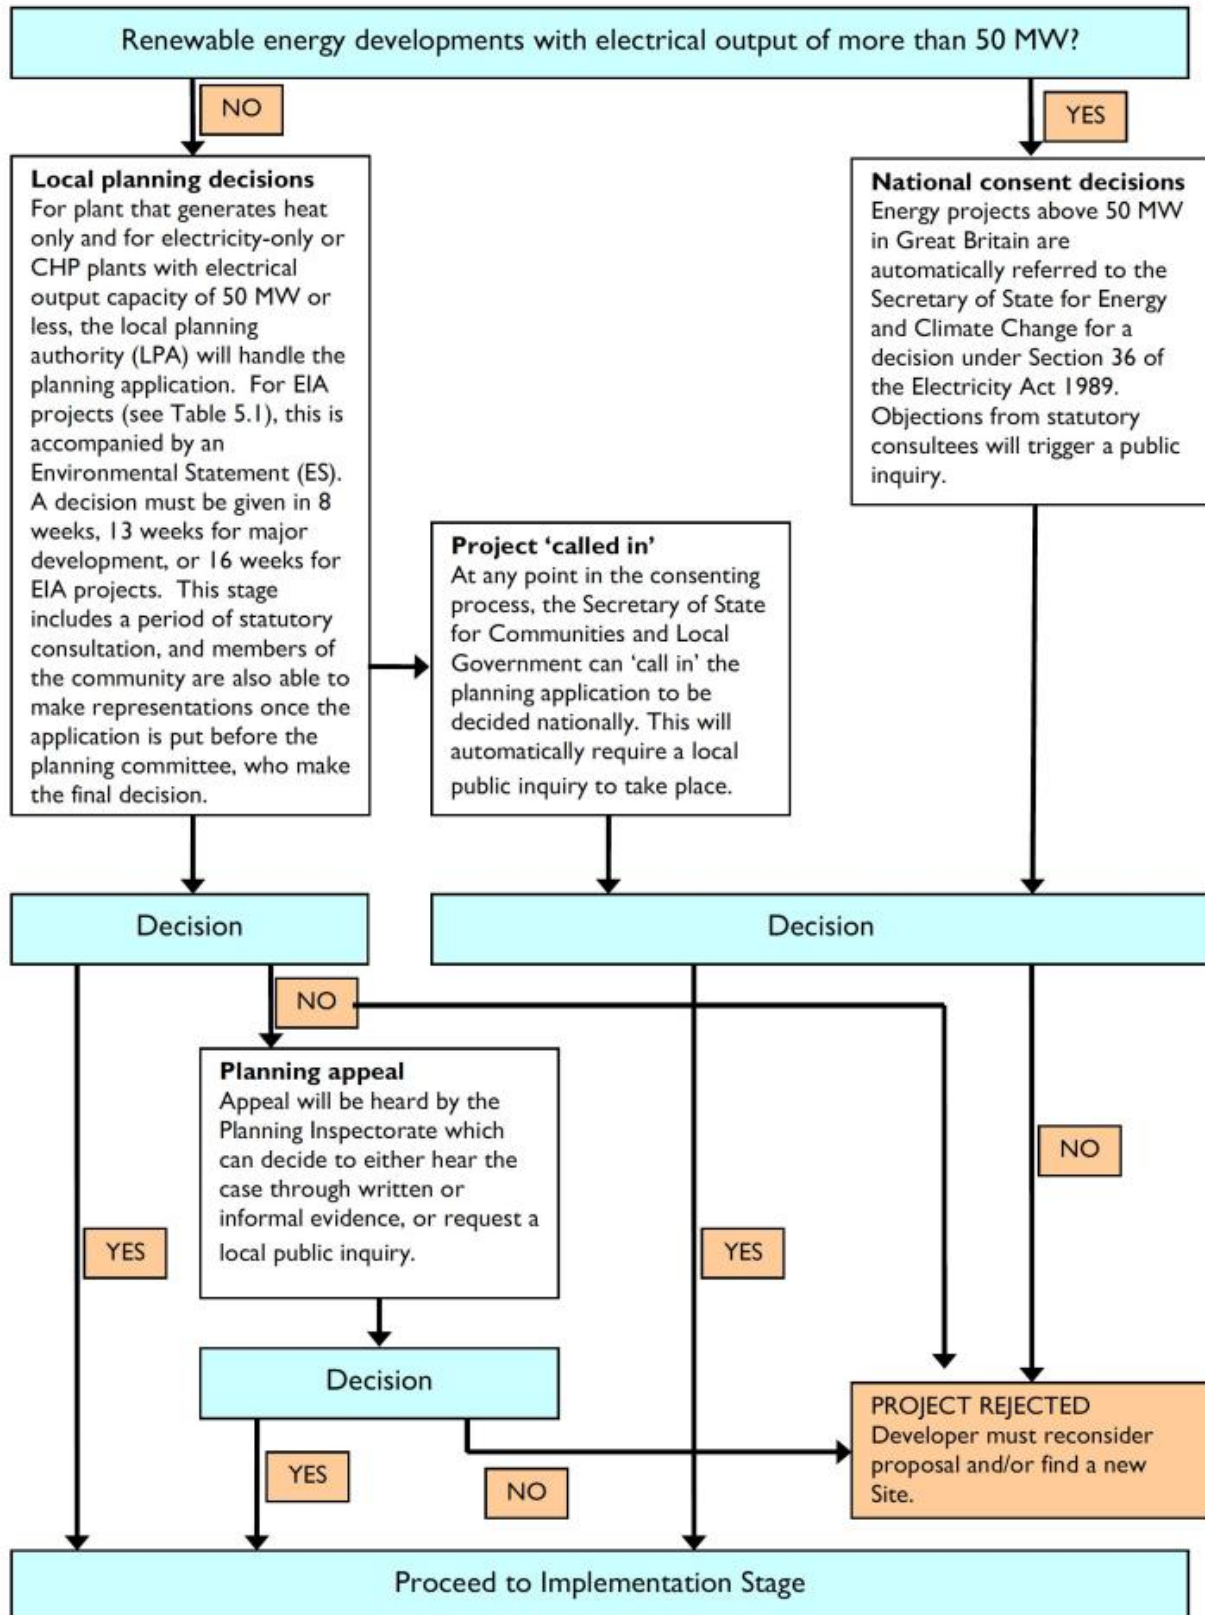 Renewable energy developments with electrical output of more than 50 MW?
NO
YES
Local planning decisions
For plant that generates heat
only and for electricity-only or
CHP plants with electrical
output capacity of 50 MW or
less, the local planning
authority (LPA) will handle the
planning application. For EIA
projects (see Table 5.1), this is
accompanied by an
Environmental Statement (ES).
A decision must be given in 8
weeks, 13 weeks for major
development, or 16 weeks for
EIA projects. This stage
includes a period of statutory
consultation, and members of
the community are also able to
make representations once the
application is put before the
planning committee, who make
the final decision.
National consent decisions
Energy projects above 50 MW
in Great Britain are
automatically referred to the
Secretary of State for Energy
and Climate Change for a
decision under Section 36 of
the Electricity Act 1989.
Objections from statutory
consultees will trigger a public
inquiry.
Project ‘called in’
At any point in the consenting
process, the Secretary of State
for Communities and Local
Government can ‘call in’ the
planning application to be
decided nationally. This will
automatically require a local
public inquiry to take place.
Decision
Decision
NO
Planning appeal
Appeal will be heard by the
Planning Inspectorate which
can decide to either hear the
case through written or
informal evidence, or request a
local public inquiry.
NO
YES
YES
Decision
PROJECT REJECTED
Developer must reconsider
proposal and/or find a new
Site.
YES
NO
Proceed to Implementation Stage